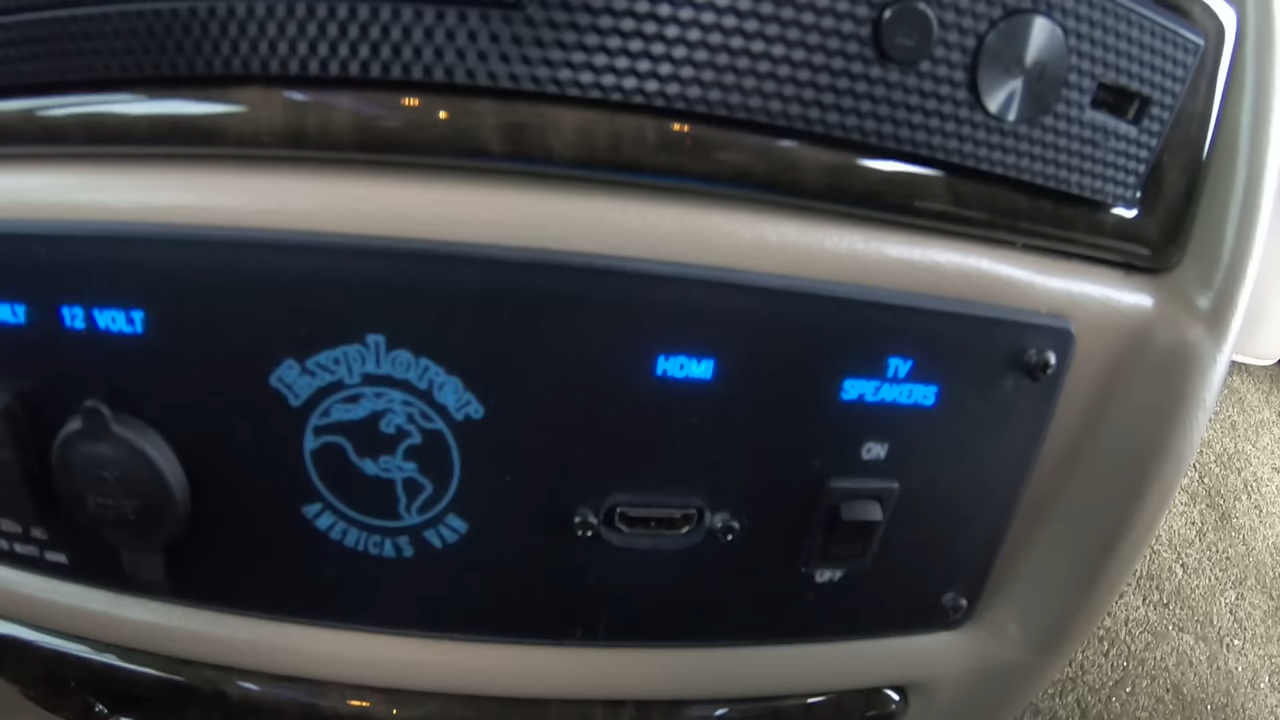 12 VOLT
Explorer
AMERICA'S VAN
HDMI
TV
SPEAKERS
ON
OFF